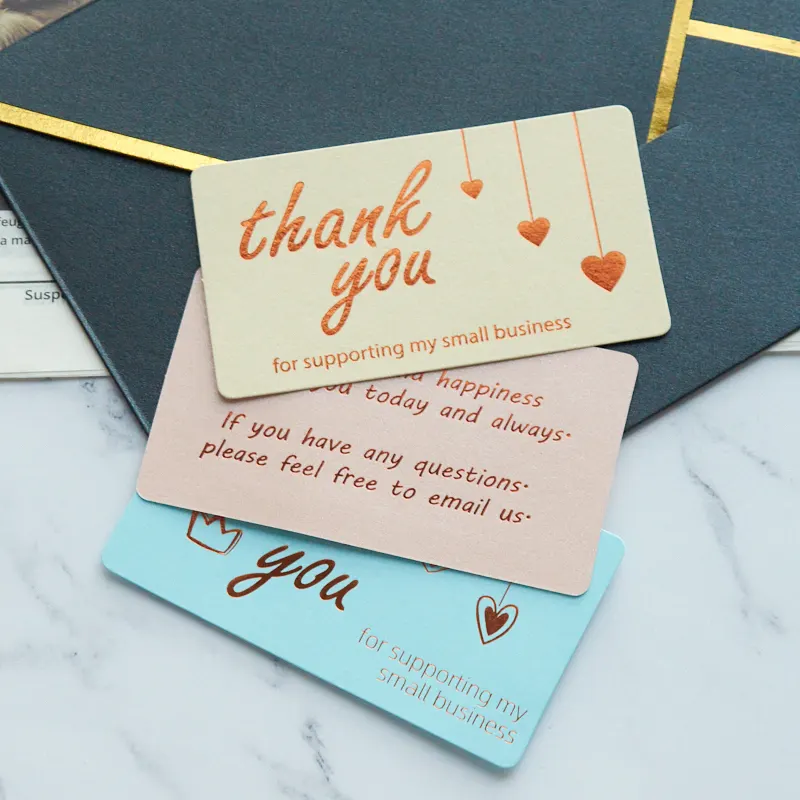 thank
you
for supporting my small business
happiness
today and always.
If you have any questions.
please feel free to email us.
you
for supporting my
small business